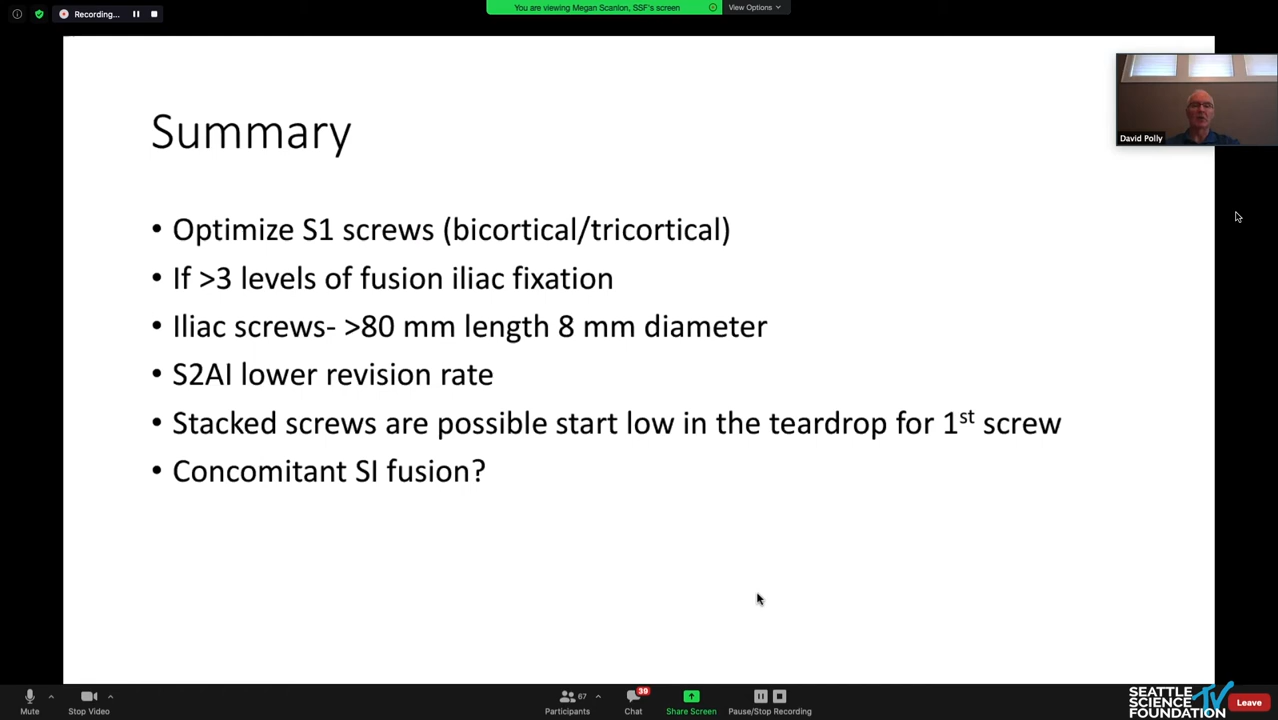 Recording...
You are viewing Megan Scanlon, SSF's screen
View Options
David Polly
Summary
• Optimize S1 screws (bicortical/tricortical)
• If >3 levels of fusion iliac fixation
• Iliac screws- >80 mm length 8 mm diameter
• S2AI lower revision rate
• Stacked screws are possible start low in the teardrop for 1st screw
• Concomitant SI fusion?
Mute
Stop Video
67
Participants
39
Chat
Share Screen
Pause/Stop Recording
SEATTLE
SCIENCE
FOUNDATION
TV
Leave